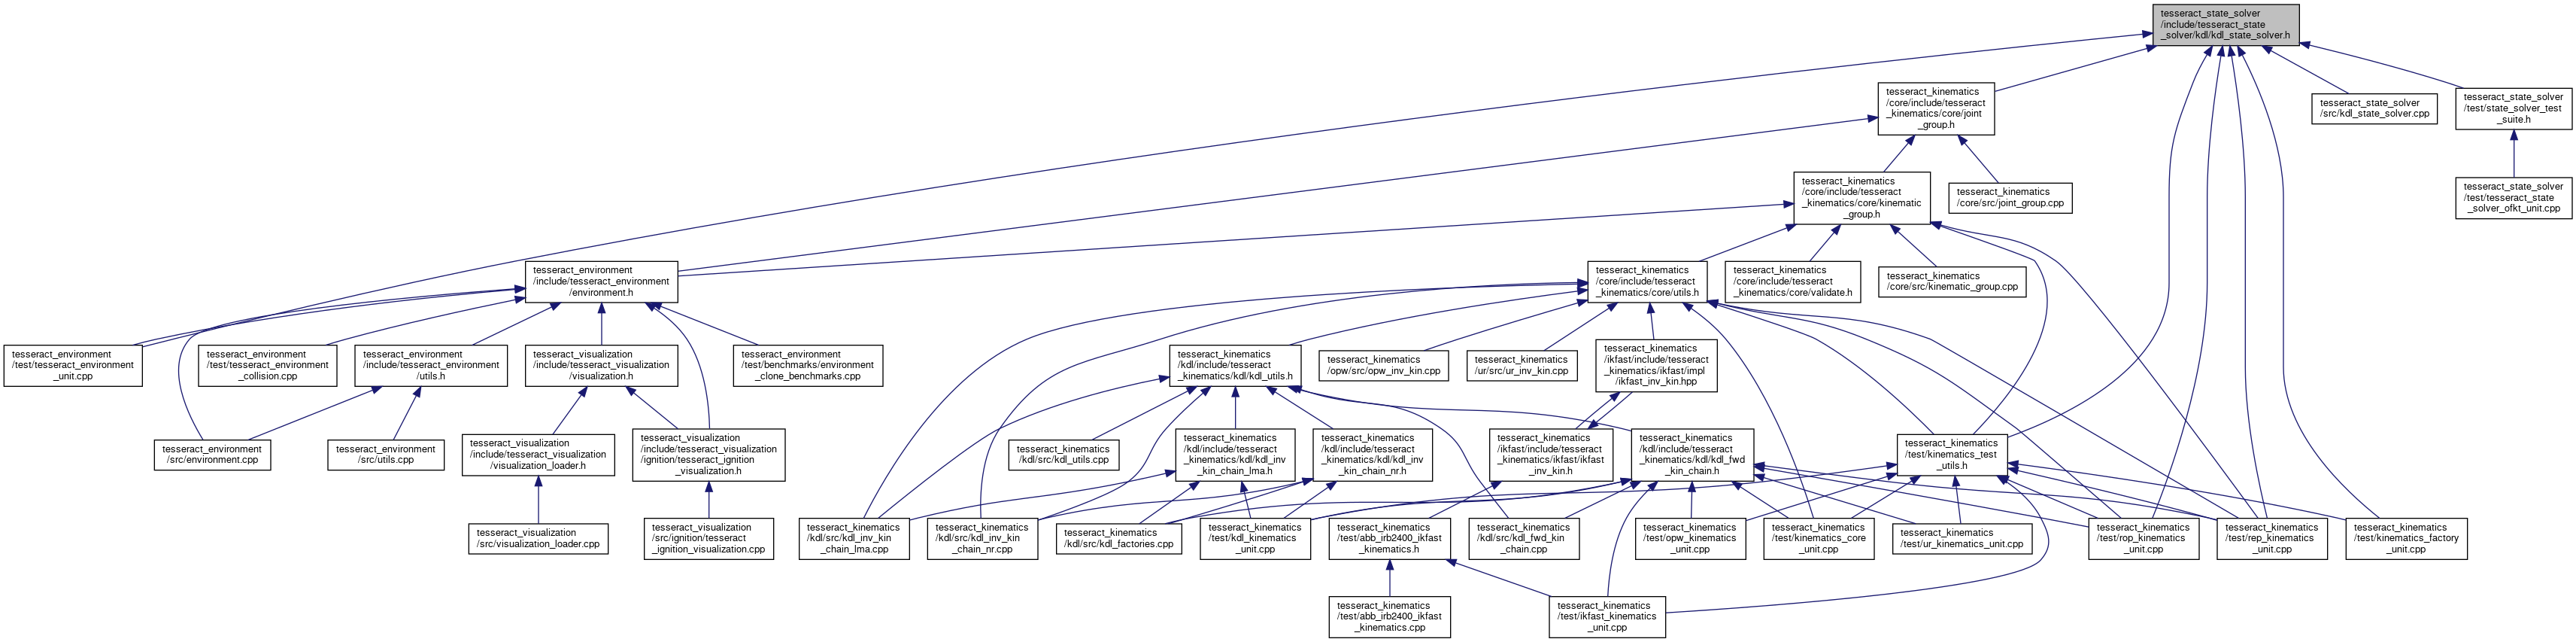 tesseract_state_solver
/include/tesseract_state
_solver/kdl/kdl_state_solver.h
tesseract_kinematics
/core/include/tesseract
_kinematics/core/joint
_group.h
tesseract_state_solver
/src/kdl_state_solver.cpp
tesseract_state_solver
/test/state_solver_test
_suite.h
tesseract_kinematics
/core/include/tesseract
_kinematics/core/kinematic
_group.h
tesseract_kinematics
/core/src/joint_group.cpp
tesseract_state_solver
/test/tesseract_state
_solver_ofkt_unit.cpp
tesseract_environment
/include/tesseract_environment
/environment.h
tesseract_kinematics
/core/include/tesseract
_kinematics/core/utils.h
tesseract_kinematics
/core/include/tesseract
_kinematics/core/validate.h
tesseract_kinematics
/core/src/kinematic_group.cpp
tesseract_environment
/test/tesseract_environment
_unit.cpp
tesseract_environment
/test/tesseract_environment
_collision.cpp
tesseract_environment
/include/tesseract_environment
/utils.h
tesseract_visualization
/include/tesseract_visualization
/visualization.h
tesseract_environment
/test/benchmarks/environment
_clone_benchmarks.cpp
tesseract_kinematics
/kdl/include/tesseract
_kinematics/kdl/kdl_utils.h
tesseract_kinematics
/opw/src/opw_inv_kin.cpp
tesseract_kinematics
/ur/src/ur_inv_kin.cpp
tesseract_kinematics
/ikfast/include/tesseract
_kinematics/ikfast/impl
/ikfast_inv_kin.hpp
tesseract_environment
/src/environment.cpp
tesseract_environment
/src/utils.cpp
tesseract_visualization
/include/tesseract_visualization
/visualization_loader.h
tesseract_visualization
/include/tesseract_visualization
/ignition/tesseract_ignition
_visualization.h
tesseract_kinematics
/kdl/src/kdl_utils.cpp
tesseract_kinematics
/kdl/include/tesseract
_kinematics/kdl/kdl_inv
_kin_chain_lma.h
tesseract_kinematics
/kdl/include/tesseract
_kinematics/kdl/kdl_inv
_kin_chain_nr.h
tesseract_kinematics
/ikfast/include/tesseract
_kinematics/ikfast/ikfast
_inv_kin.h
tesseract_kinematics
/kdl/include/tesseract
_kinematics/kdl/kdl_fwd
_kin_chain.h
tesseract_kinematics
/test/kinematics_test
_utils.h
tesseract_visualization
/src/visualization_loader.cpp
tesseract_visualization
/src/ignition/tesseract
_ignition_visualization.cpp
tesseract_kinematics
/kdl/src/kdl_inv_kin
_chain_lma.cpp
tesseract_kinematics
/kdl/src/kdl_inv_kin
_chain_nr.cpp
tesseract_kinematics
/kdl/src/kdl_factories.cpp
tesseract_kinematics
/test/kdl_kinematics
_unit.cpp
tesseract_kinematics
/test/abb_irb2400_ikfast
_kinematics.h
tesseract_kinematics
/kdl/src/kdl_fwd_kin
_chain.cpp
tesseract_kinematics
/test/opw_kinematics
_unit.cpp
tesseract_kinematics
/test/kinematics_core
_unit.cpp
tesseract_kinematics
/test/ur_kinematics_unit.cpp
tesseract_kinematics
/test/rop_kinematics
_unit.cpp
tesseract_kinematics
/test/rep_kinematics
_unit.cpp
tesseract_kinematics
/test/kinematics_factory
_unit.cpp
tesseract_kinematics
/test/abb_irb2400_ikfast
_kinematics.cpp
tesseract_kinematics
/test/ikfast_kinematics
_unit.cpp